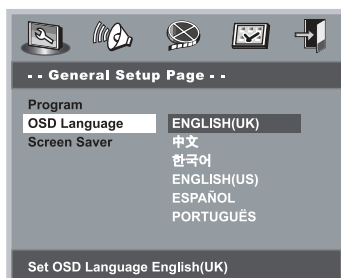 - - General Setup Page - -
Program
OSD Language ENGLISH(UK)
Screen Saver 中文
한국어
ENGLISH(US)
ESPAÑOL
PORTUGUËS
Set OSD Language English(UK)